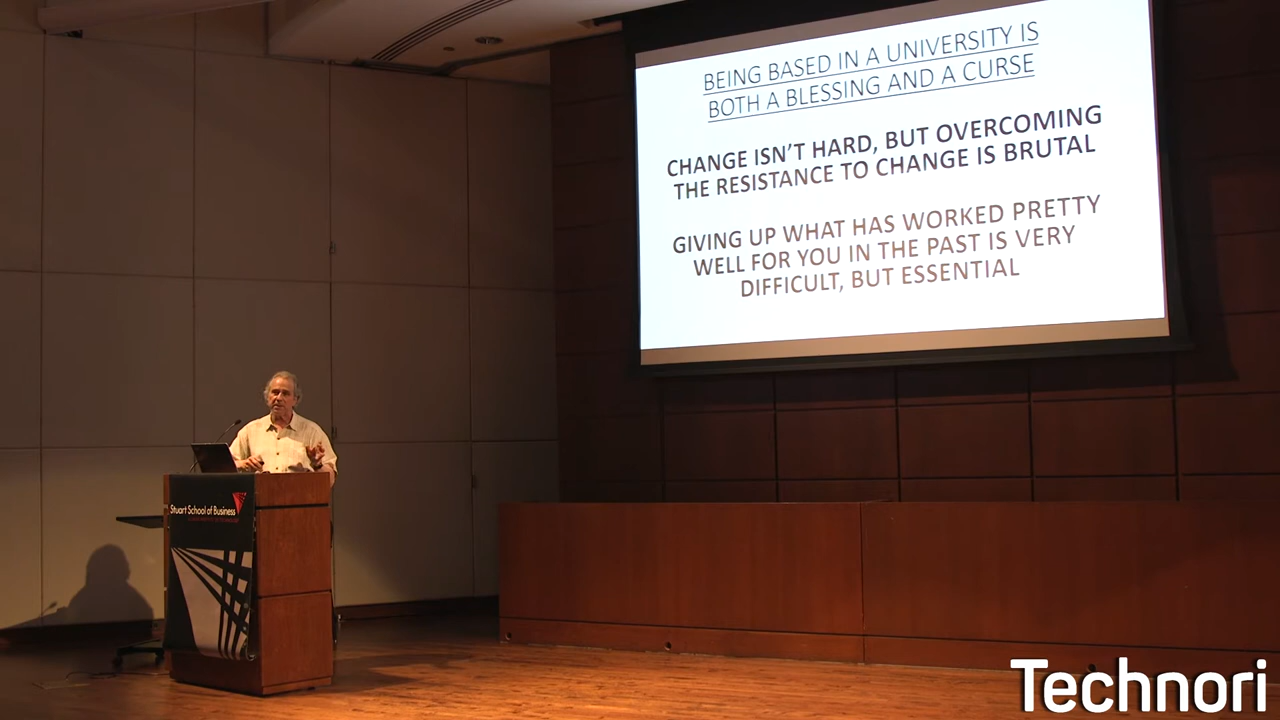 BEING BASED IN A UNIVERSITY IS
BOTH A BLESSING AND A CURSE
CHANGE ISN'T HARD, BUT OVERCOMING
THE RESISTANCE TO CHANGE IS BRUTAL
GIVING UP WHAT HAS WORKED PRETTY
WELL FOR YOU IN THE PAST IS VERY
DIFFICULT, BUT ESSENTIAL
Stuart School of Business
Technori